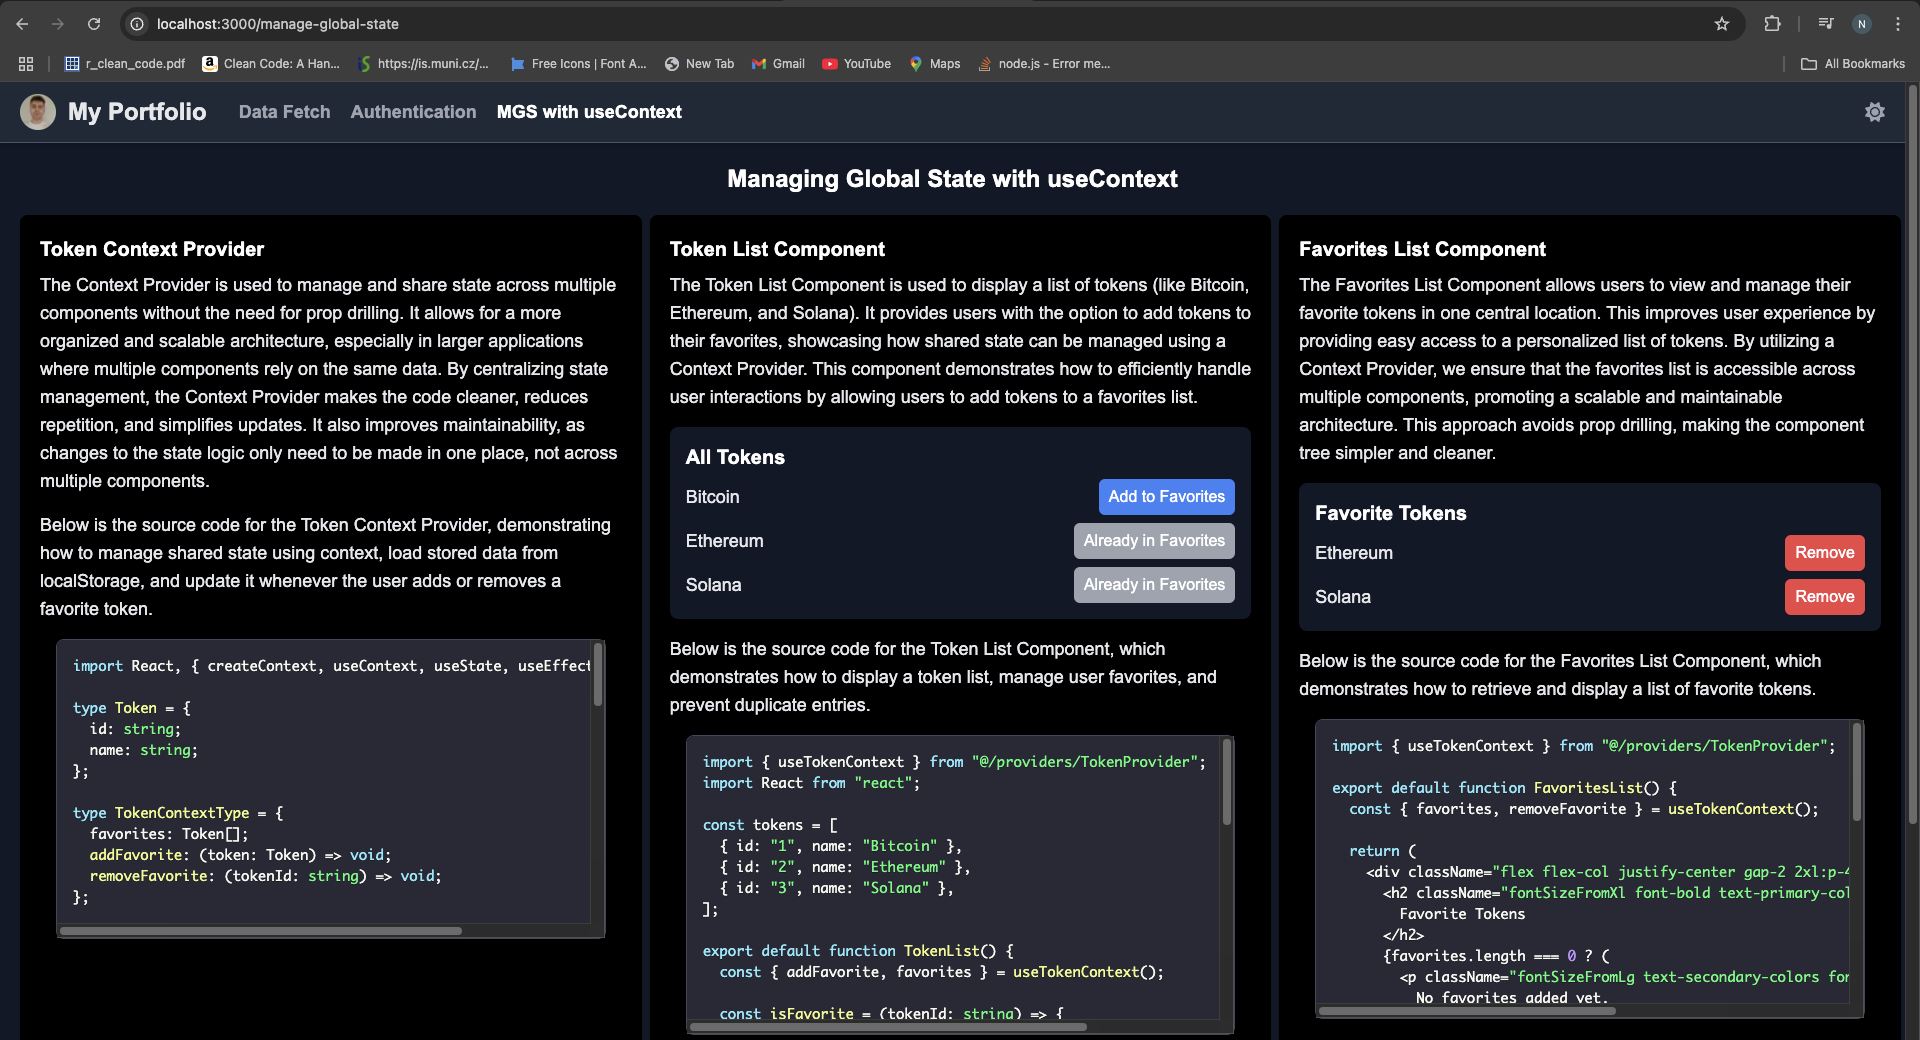 localhost:3000/manage-global-state
N
r_clean_code.pdf
Clean Code: A Han...
https://is.muni.cz/...
Free Icons | Font A...
New Tab
Gmail
YouTube
Maps
node.js - Error me...
All Bookmarks
My Portfolio
Data Fetch
Authentication
MGS with useContext
Managing Global State with useContext
Token Context Provider
The Context Provider is used to manage and share state across multiple
components without the need for prop drilling. It allows for a more
organized and scalable architecture, especially in larger applications
where multiple components rely on the same data. By centralizing state
management, the Context Provider makes the code cleaner, reduces
repetition, and simplifies updates. It also improves maintainability, as
changes to the state logic only need to be made in one place, not across
multiple components.
Below is the source code for the Token Context Provider, demonstrating
how to manage shared state using context, load stored data from
localStorage, and update it whenever the user adds or removes a
favorite token.
import React, { createContext, useContext, useState, useEffect
type Token = {
id: string;
name: string;
};
type TokenContextType = {
favorites: Token[];
addFavorite: (token: Token) => void;
removeFavorite: (tokenId: string) => void;
};
Token List Component
The Token List Component is used to display a list of tokens (like Bitcoin,
Ethereum, and Solana). It provides users with the option to add tokens to
their favorites, showcasing how shared state can be managed using a
Context Provider. This component demonstrates how to efficiently handle
user interactions by allowing users to add tokens to a favorites list.
All Tokens
Bitcoin
Add to Favorites
Ethereum
Already in Favorites
Solana
Already in Favorites
Below is the source code for the Token List Component, which
demonstrates how to display a token list, manage user favorites, and
prevent duplicate entries.
import { useTokenContext } from "@/providers/TokenProvider";
import React from "react";
const tokens = [
{ id: "1", name: "Bitcoin" },
{ id: "2", name: "Ethereum" },
{ id: "3", name: "Solana" },
];
export default function TokenList() {
const { addFavorite, favorites } = useTokenContext();
const isFavorite = (tokenId: string) => {
Favorites List Component
The Favorites List Component allows users to view and manage their
favorite tokens in one central location. This improves user experience by
providing easy access to a personalized list of tokens. By utilizing a
Context Provider, we ensure that the favorites list is accessible across
multiple components, promoting a scalable and maintainable
architecture. This approach avoids prop drilling, making the component
tree simpler and cleaner.
Favorite Tokens
Ethereum
Remove
Solana
Remove
Below is the source code for the Favorites List Component, which
demonstrates how to retrieve and display a list of favorite tokens.
import { useTokenContext } from "@/providers/TokenProvider";
export default function FavoritesList() {
const { favorites, removeFavorite } = useTokenContext();
return (
<div className="flex flex-col justify-center gap-2 2xl:p-4
<h2 className="fontSizeFromXl font-bold text-primary-col
Favorite Tokens
</h2>
{favorites.length === 0 ? (
<p className="fontSizeFromLg text-secondary-colors for
No favorites added yet.